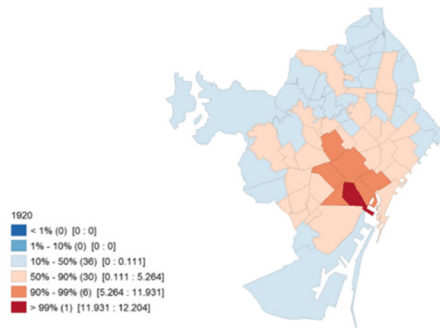 1920
< 1% (0) [0 : 0]
1% - 10% (0) [0 : 0]
10% - 50% (36) [0 : 0.111]
50% - 90% (30) [0.111 : 5.264]
90% - 99% (6) [5.264 : 11.931]
> 99% (1) [11.931 : 12.204]